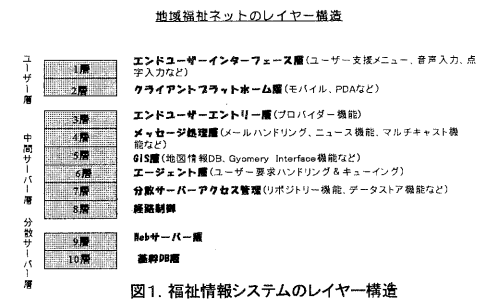 地域福祉ネットのレイヤー構造
ユーザー層
1層
エンドユーザーインターフェース層(ユーザー支援メニュー、音声入力、点
字入力など)
2層
クライアントプラットホーム層(モバイル、PDAなど)
中間サーバー層
3層
エンドユーザーエントリー層(プロバイダー機能)
4層
メッセージ処理層(メールハンドリング、ニュース機能、マルチキャスト機
能など)
5層
GIS層(地図情報DB、Gyomery Interface機能など)
6層
エージェント層(ユーザー要求ハンドリング&キューイング)
7層
分散サーバーアクセス管理(リポジトリー機能、データストア機能など)
8層
経路制御
分散サーバー層
9層
Webサーバー層
10層
基幹DB層
図1. 福祉情報システムのレイヤー構造